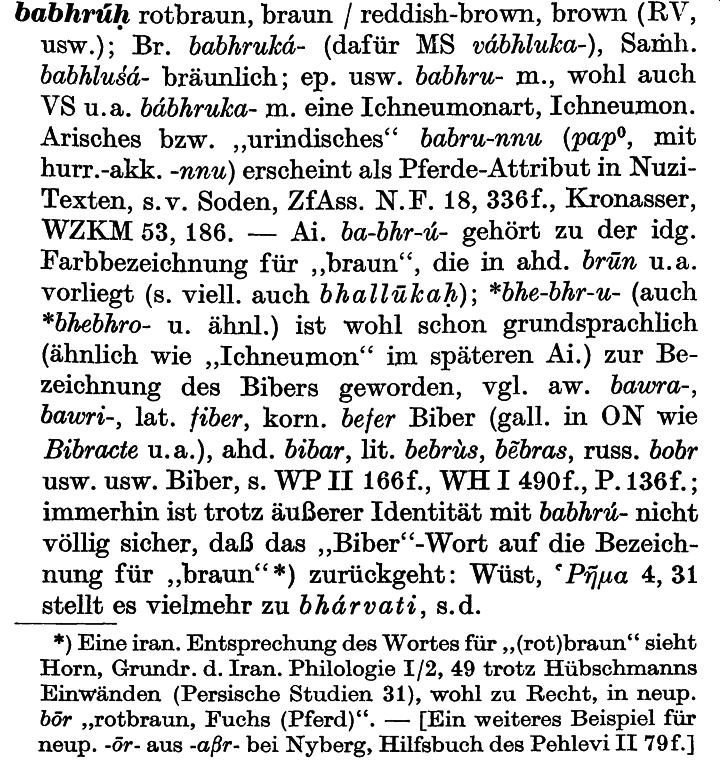 babhrúḥ rotbraun, braun / reddish-brown, brown (RV,
usw.); Br. babhruká- (dafür MS vábhluka-), Saṁh.
babhluśá- bräunlich; ep. usw. babhru- m., wohl auch
VS u.a. bábhruka- m. eine Ichneumonart, Ichneumon.
Arisches bzw. „urindisches“ babru-nnu (pap⁰, mit
hurr.-akk. -nnu) erscheint als Pferde-Attribut in Nuzi-
Texten, s. v. Soden, ZfAss. N.F. 18, 336f., Kronasser,
WZKM 53, 186. — Ai. ba-bhr-ú- gehört zu der idg.
Farbbezeichnung für „braun“, die in ahd. brūn u. a.
vorliegt (s. viell. auch bhallūkaḥ); *bhe-bhr-u- (auch
*bhebhro- u. ähnl.) ist wohl schon grundsprachlich
(ähnlich wie „Ichneumon“ im späteren Ai.) zur Be-
zeichnung des Bibers geworden, vgl. aw. bawra-,
bawri-, lat. fiber, korn. befer Biber (gall. in ON wie
Bibracte u. a.), ahd. bibar, lit. bebrùs, bẽbras, russ. bobr
usw. usw. Biber, s. WP II 166f., WH I 490f., P. 136f.;
immerhin ist trotz äußerer Identität mit babhrú- nicht
völlig sicher, daß das „Biber“-Wort auf die Bezeich-
nung für „braun“*) zurückgeht: Wüst, Ῥῆμα 4, 31
stellt es vielmehr zu bhárvati, s.d.
*) Eine iran. Entsprechung des Wortes für „(rot)braun“ sieht
Horn, Grundr. d. Iran. Philologie I/2, 49 trotz Hübschmanns
Einwänden (Persische Studien 31), wohl zu Recht, in neup.
bōr „rotbraun, Fuchs (Pferd)“. — [Ein weiteres Beispiel für
neup. -ōr- aus -aβr- bei Nyberg, Hilfsbuch des Pehlevi II 79f.]